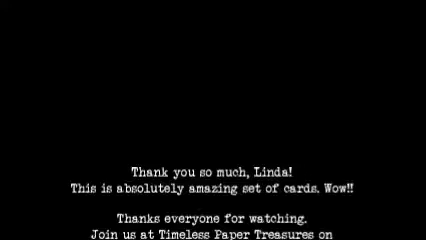 Thank you so much, Linda!
This is absolutely amazing set of cards. Wow!!
Thanks everyone for watching.
Join us at Timeless Paper Treasures on